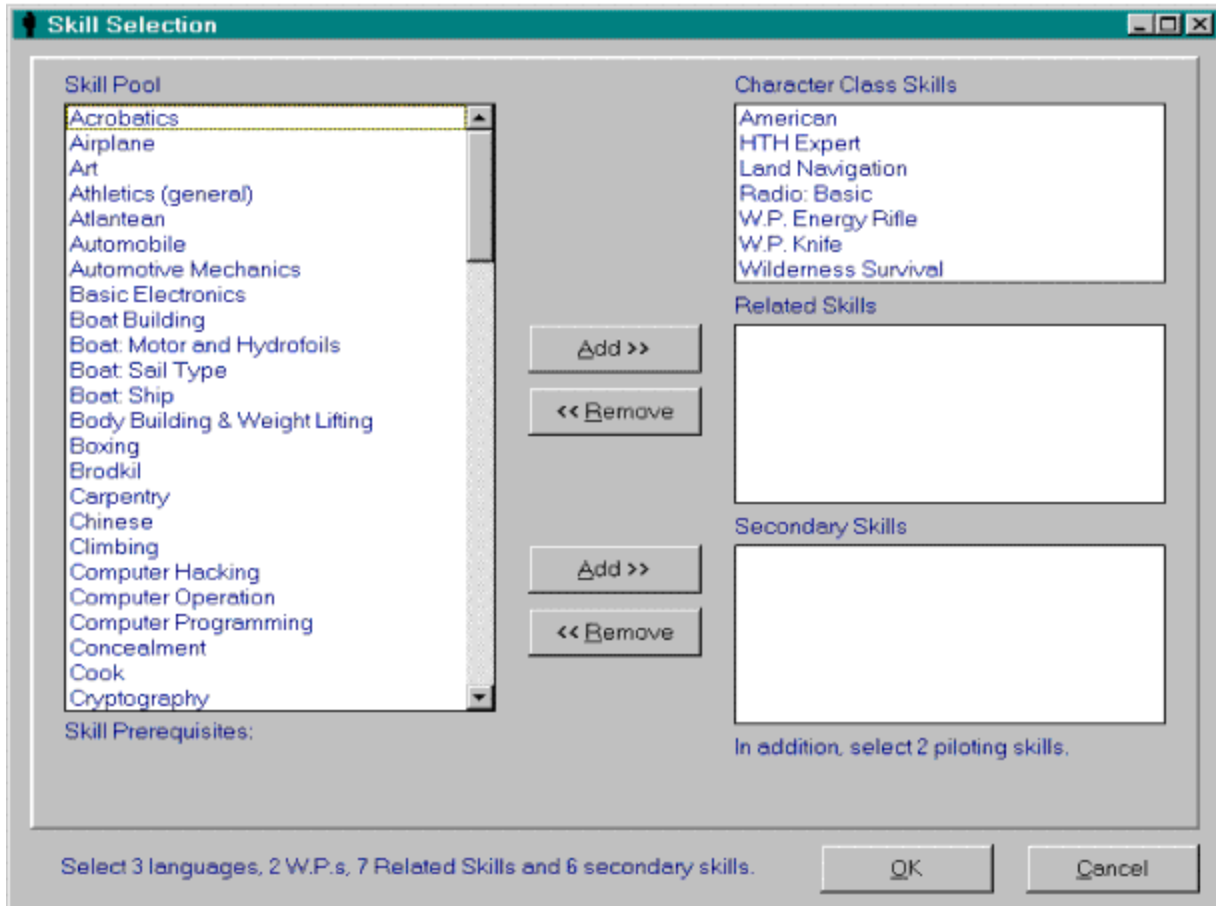 Skill Selection
Skill Pool
Acrobatics
Airplane
Art
Athletics (general)
Atlantean
Automobile
Automotive Mechanics
Basic Electronics
Boat Building
Boat: Motor and Hydrofoils
Boat: Sail Type
Boat: Ship
Body Building & Weight Lifting
Boxing
Brodkil
Carpentry
Chinese
Climbing
Computer Hacking
Computer Operation
Computer Programming
Concealment
Cook
Cryptography
Skill Prerequisites:
Add >>
<< Remove
Add >>
<< Remove
Character Class Skills
American
HTH Expert
Land Navigation
Radio: Basic
W.P. Energy Rifle
W.P. Knife
Wilderness Survival
Related Skills
Secondary Skills
In addition, select 2 piloting skills.
Select 3 languages, 2 W.P.s, 7 Related Skills and 6 secondary skills.
OK
Cancel